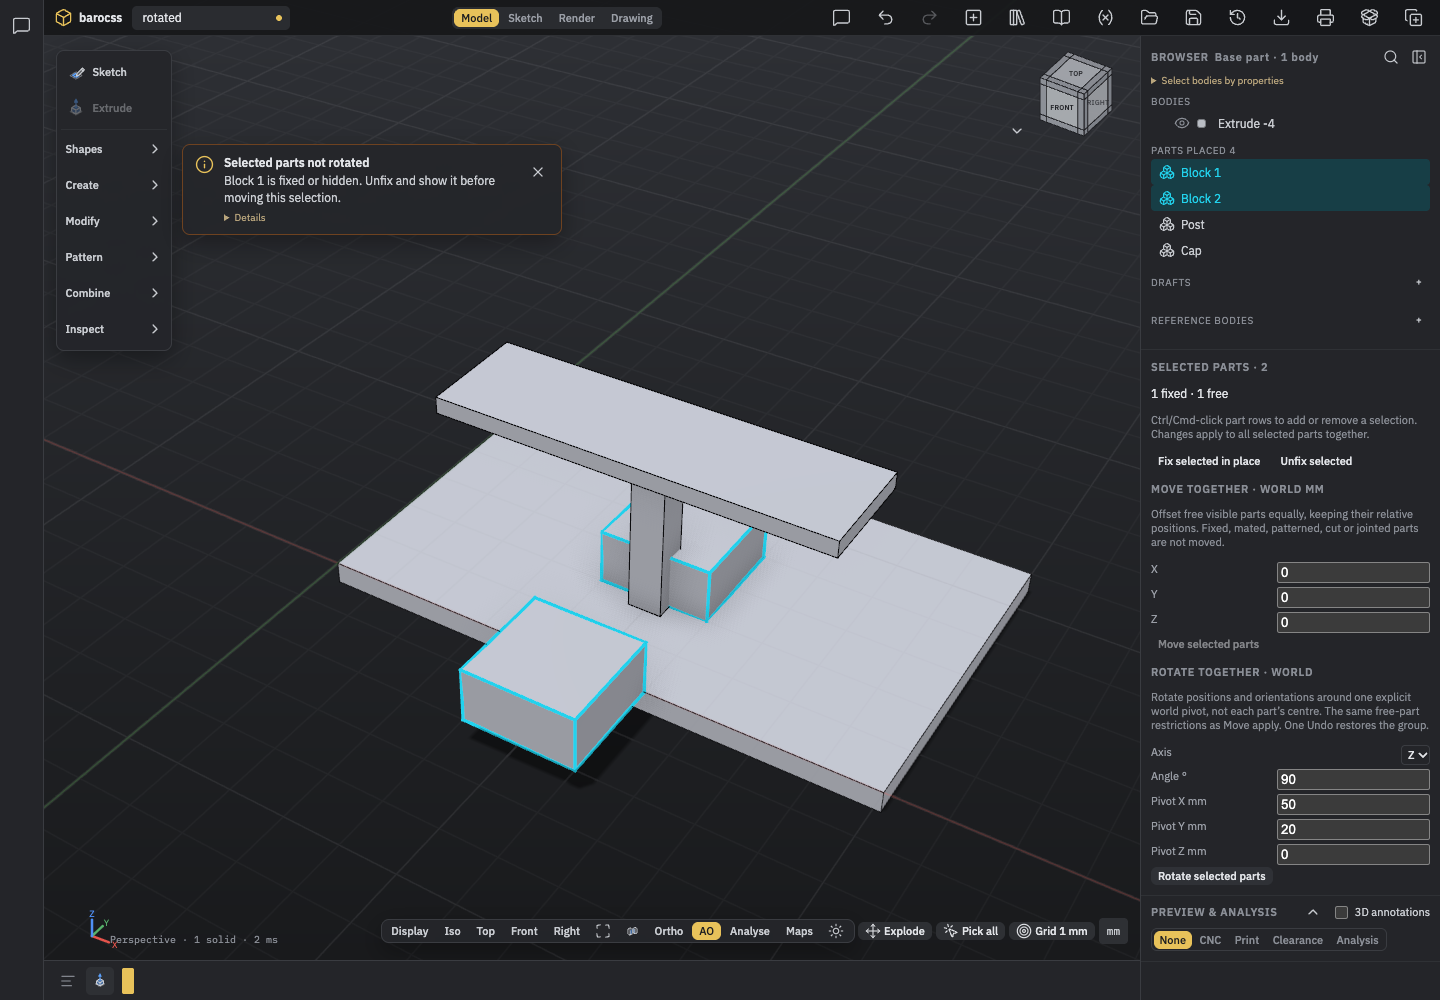 barocss
rotated
Model
Sketch
Render
Drawing
Sketch
Extrude
Shapes
Create
Modify
Pattern
Combine
Inspect
Selected parts not rotated
Block 1 is fixed or hidden. Unfix and show it before
moving this selection.
Details
TOP
FRONT
RIGHT
BROWSER Base part · 1 body
Select bodies by properties
BODIES
Extrude -4
PARTS PLACED 4
Block 1
Block 2
Post
Cap
DRAFTS +
REFERENCE BODIES +
SELECTED PARTS · 2
1 fixed · 1 free
Ctrl/Cmd-click part rows to add or remove a selection.
Changes apply to all selected parts together.
Fix selected in place Unfix selected
MOVE TOGETHER · WORLD MM
Offset free visible parts equally, keeping their relative
positions. Fixed, mated, patterned, cut or jointed parts
are not moved.
X 0
Y 0
Z 0
Move selected parts
ROTATE TOGETHER · WORLD
Rotate positions and orientations around one explicit
world pivot, not each part's centre. The same free-part
restrictions as Move apply. One Undo restores the group.
Axis Z
Angle ° 90
Pivot X mm 50
Pivot Y mm 20
Pivot Z mm 0
Rotate selected parts
PREVIEW & ANALYSIS 3D annotations
None CNC Print Clearance Analysis
Z
Y
X
Perspective · 1 solid · 2 ms
Display Iso Top Front Right Ortho AO Analyse Maps Explode Pick all Grid 1 mm mm